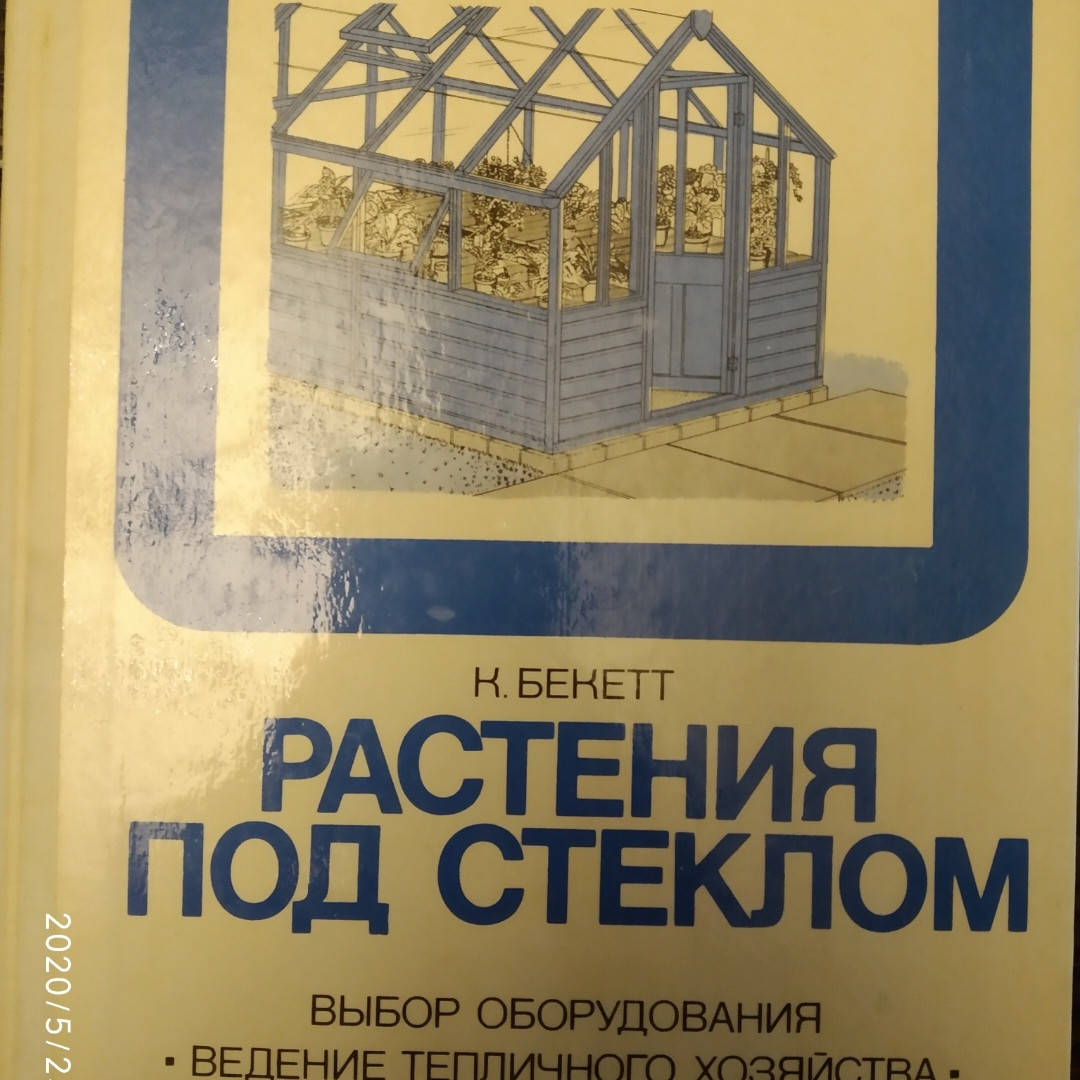 К. БЕКЕТТ
РАСТЕНИЯ
ПОД СТЕКЛОМ
ВЫБОР ОБОРУДОВАНИЯ
▪ ВЕДЕНИЕ ТЕПЛИЧНОГО ХОЗЯЙСТВА ▪
2020/5/2